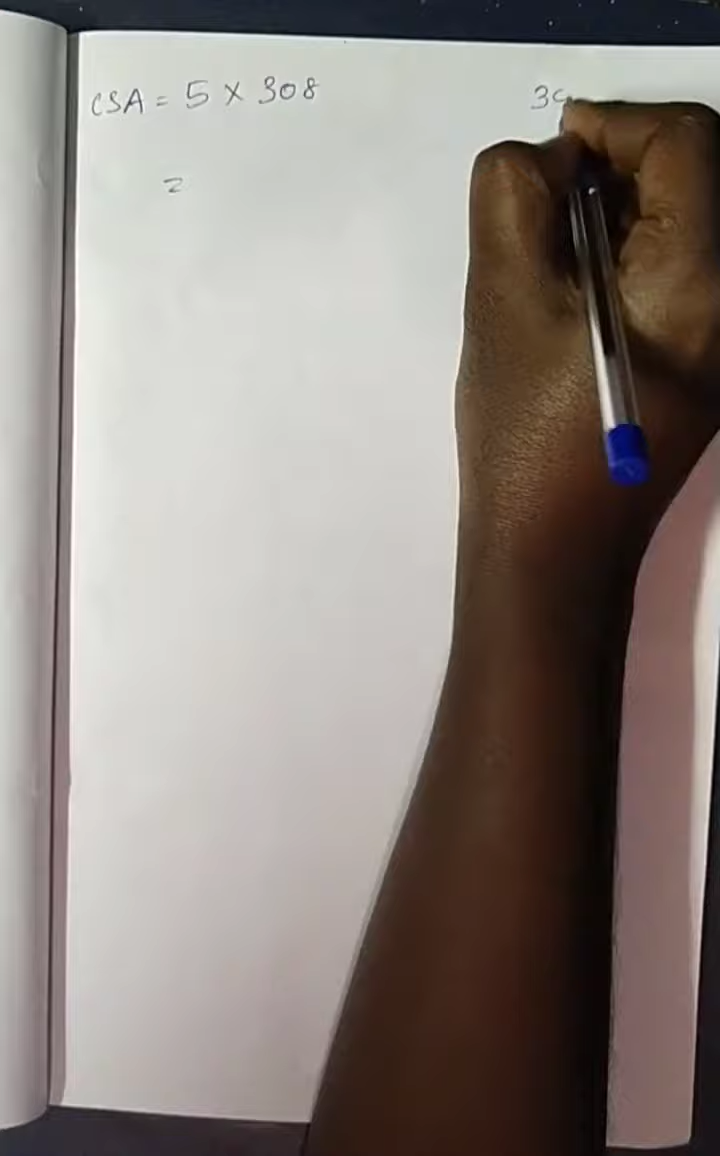 CSA = 5 × 308
=